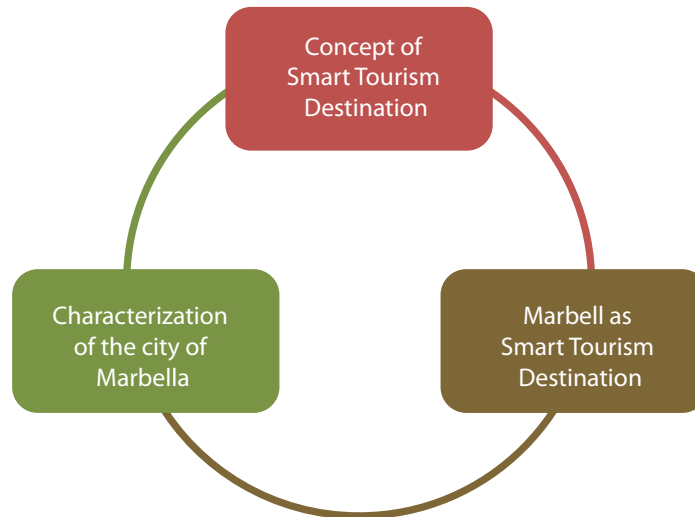 Concept of
Smart Tourism
Destination
Characterization
of the city of
Marbella
Marbell as
Smart Tourism
Destination